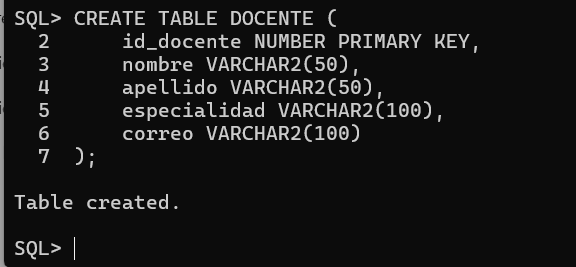 SQL> CREATE TABLE DOCENTE (
  2      id_docente NUMBER PRIMARY KEY,
  3      nombre VARCHAR2(50),
  4      apellido VARCHAR2(50),
  5      especialidad VARCHAR2(100),
  6      correo VARCHAR2(100)
  7  );
Table created.
SQL>